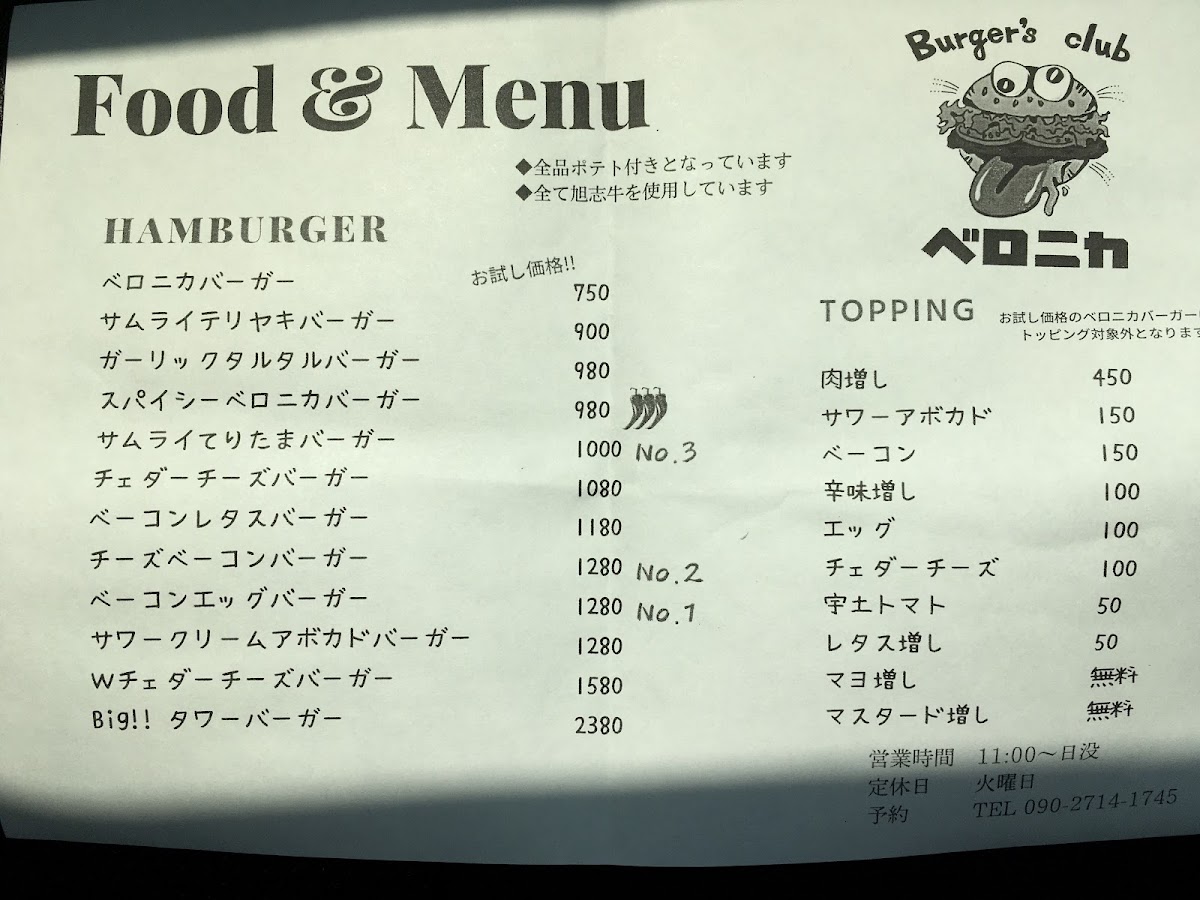 Burger's club
Food & Menu
◆全品ポテト付きとなっています
◆全て旭志牛を使用しています
ベロニカ
HAMBURGER
お試し価格!!
ベロニカバーガー 750
サムライテリヤキバーガー 900
ガーリックタルタルバーガー 980
スパイシーベロニカバーガー 980
サムライてりたまバーガー 1000 No.3
チェダーチーズバーガー 1080
ベーコンレタスバーガー 1180
チーズベーコンバーガー 1280 No.2
ベーコンエッグバーガー 1280 No.1
サワークリームアボカドバーガー 1280
Wチェダーチーズバーガー 1580
Big!! タワーバーガー 2380
TOPPING
お試し価格のベロニカバーガー
トッピング対象外となります
肉増し 450
サワーアボカド 150
ベーコン 150
辛味増し 100
エッグ 100
チェダーチーズ 100
宇土トマト 50
レタス増し 50
マヨ増し 無料
マスタード増し 無料
営業時間 11:00〜日没
定休日 火曜日
予約 TEL 090-2714-1745